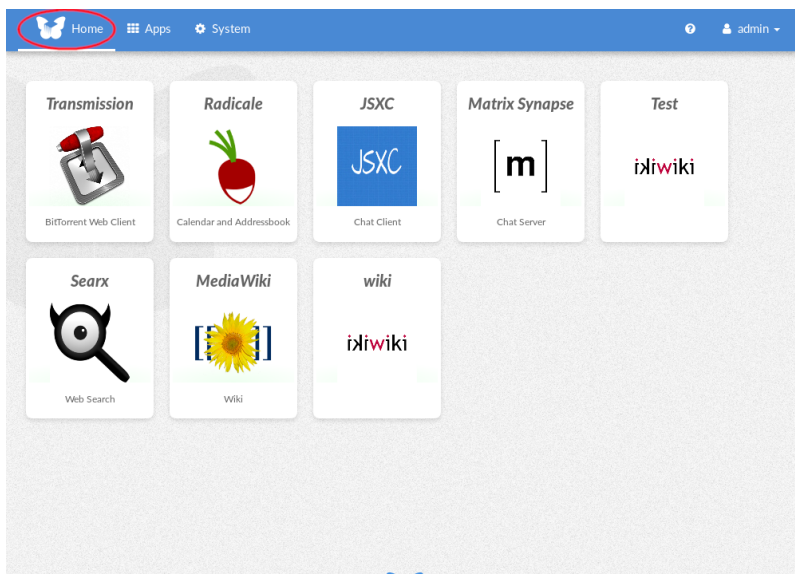 Home Apps System admin
Transmission Radicale JSXC Matrix Synapse Test
JSXC [m] ikiwiki
BitTorrent Web Client Calendar and Addressbook Chat Client Chat Server
Searx MediaWiki wiki
[[ ]] ikiwiki
Web Search Wiki